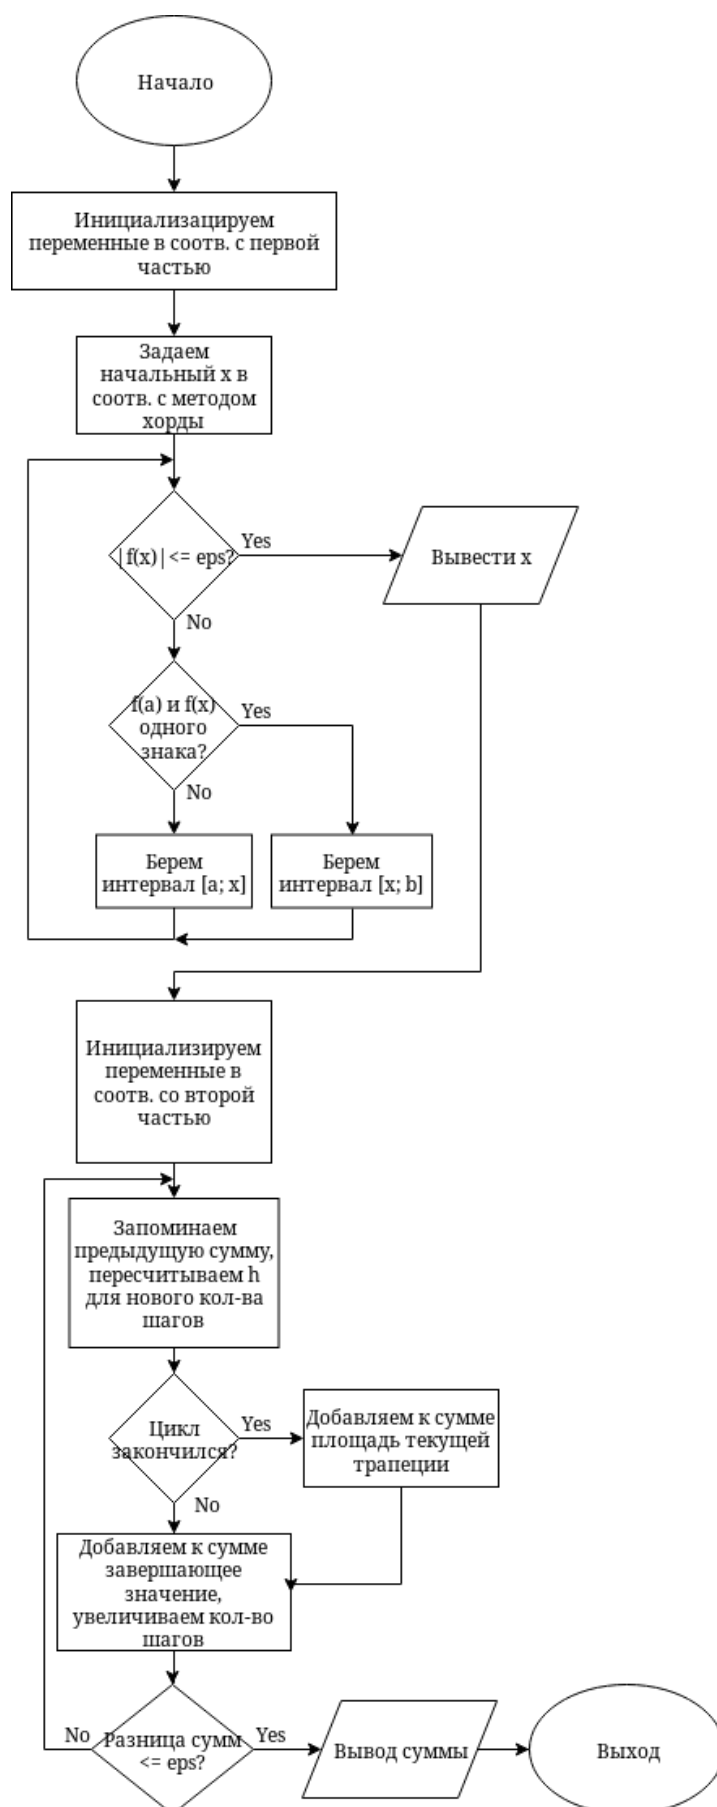 Начало
Инициализацируем
переменные в соотв. с первой
частью
Задаем
начальный x в
соотв. с методом
хорды
|f(x)|<= eps?
Yes
Вывести x
No
f(a) и f(x)
одного
знака?
Yes
No
Берем
интервал [a; x]
Берем
интервал [x; b]
Инициализируем
переменные в
соотв. со второй
частью
Запоминаем
предыдущую сумму,
пересчитываем h
для нового кол-ва
шагов
Цикл
закончился?
Yes
Добавляем к сумме
площадь текущей
трапеции
No
Добавляем к сумме
завершающее
значение,
увеличиваем кол-во
шагов
No
Разница сумм
<= eps?
Yes
Вывод суммы
Выход